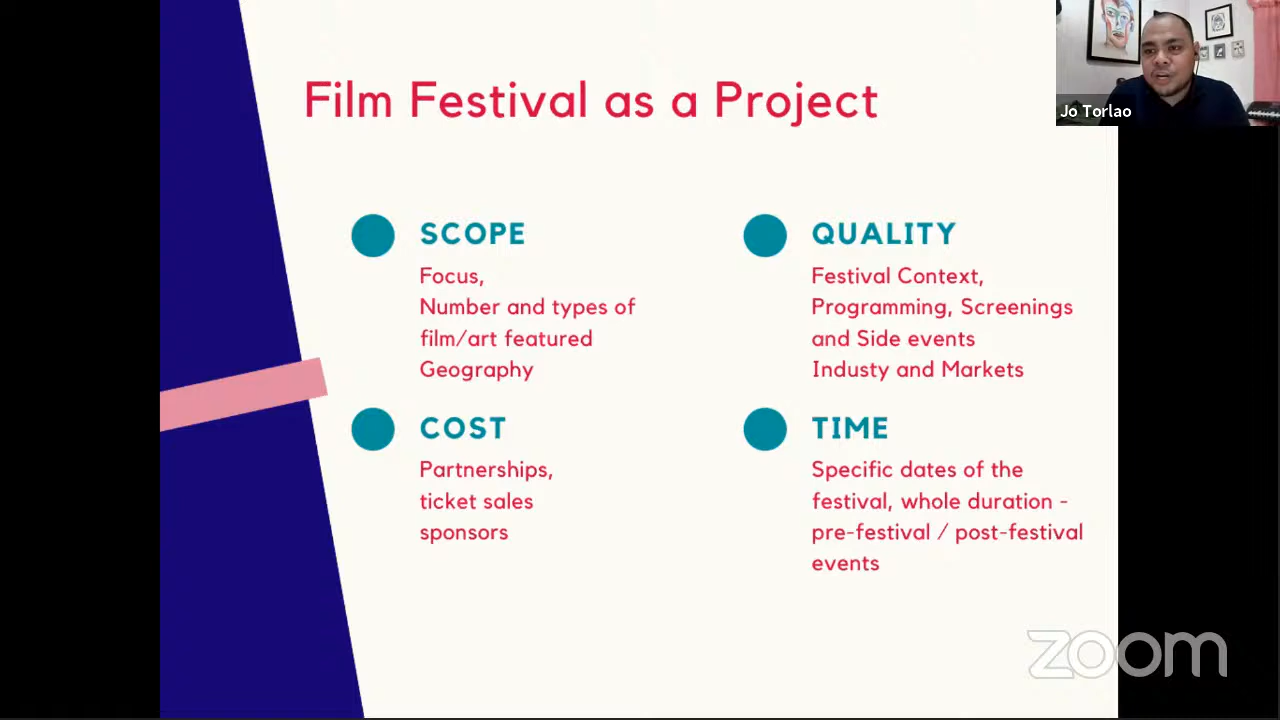 Film Festival as a Project
Jo Torlao
SCOPE
Focus,
Number and types of
film/art featured
Geography
QUALITY
Festival Context,
Programming, Screenings
and Side events
Industy and Markets
COST
Partnerships,
ticket sales
sponsors
TIME
Specific dates of the
festival, whole duration -
pre-festival / post-festival
events
zoom